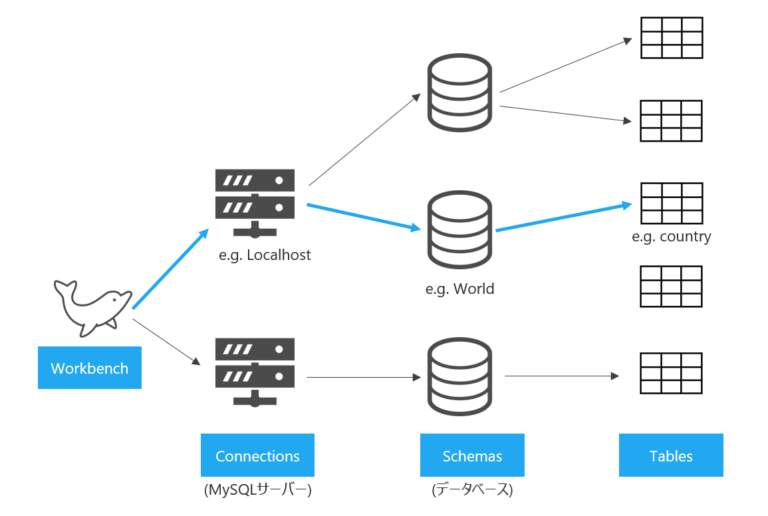 e.g. Localhost
e.g. World
e.g. country
Workbench
Connections
(MySQLサーバー)
Schemas
(データベース)
Tables